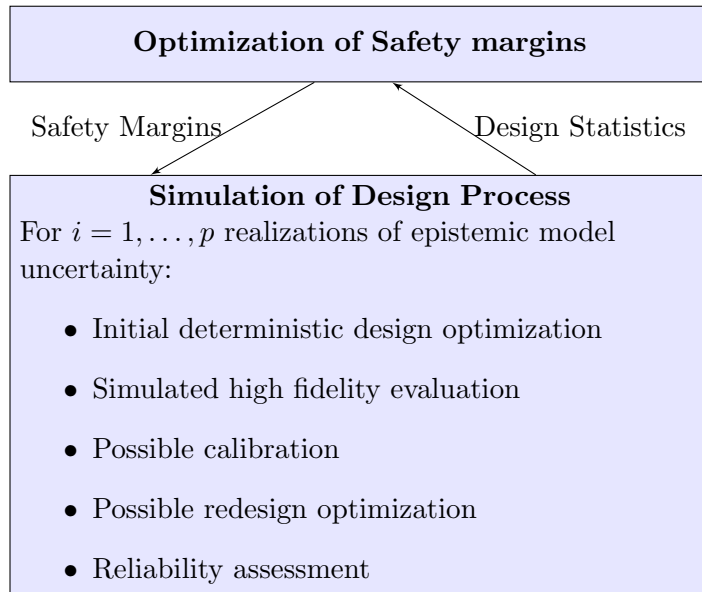 Optimization of Safety margins
Safety Margins
Design Statistics
Simulation of Design Process
For i = 1, . . . , p realizations of epistemic model
uncertainty:
• Initial deterministic design optimization
• Simulated high fidelity evaluation
• Possible calibration
• Possible redesign optimization
• Reliability assessment